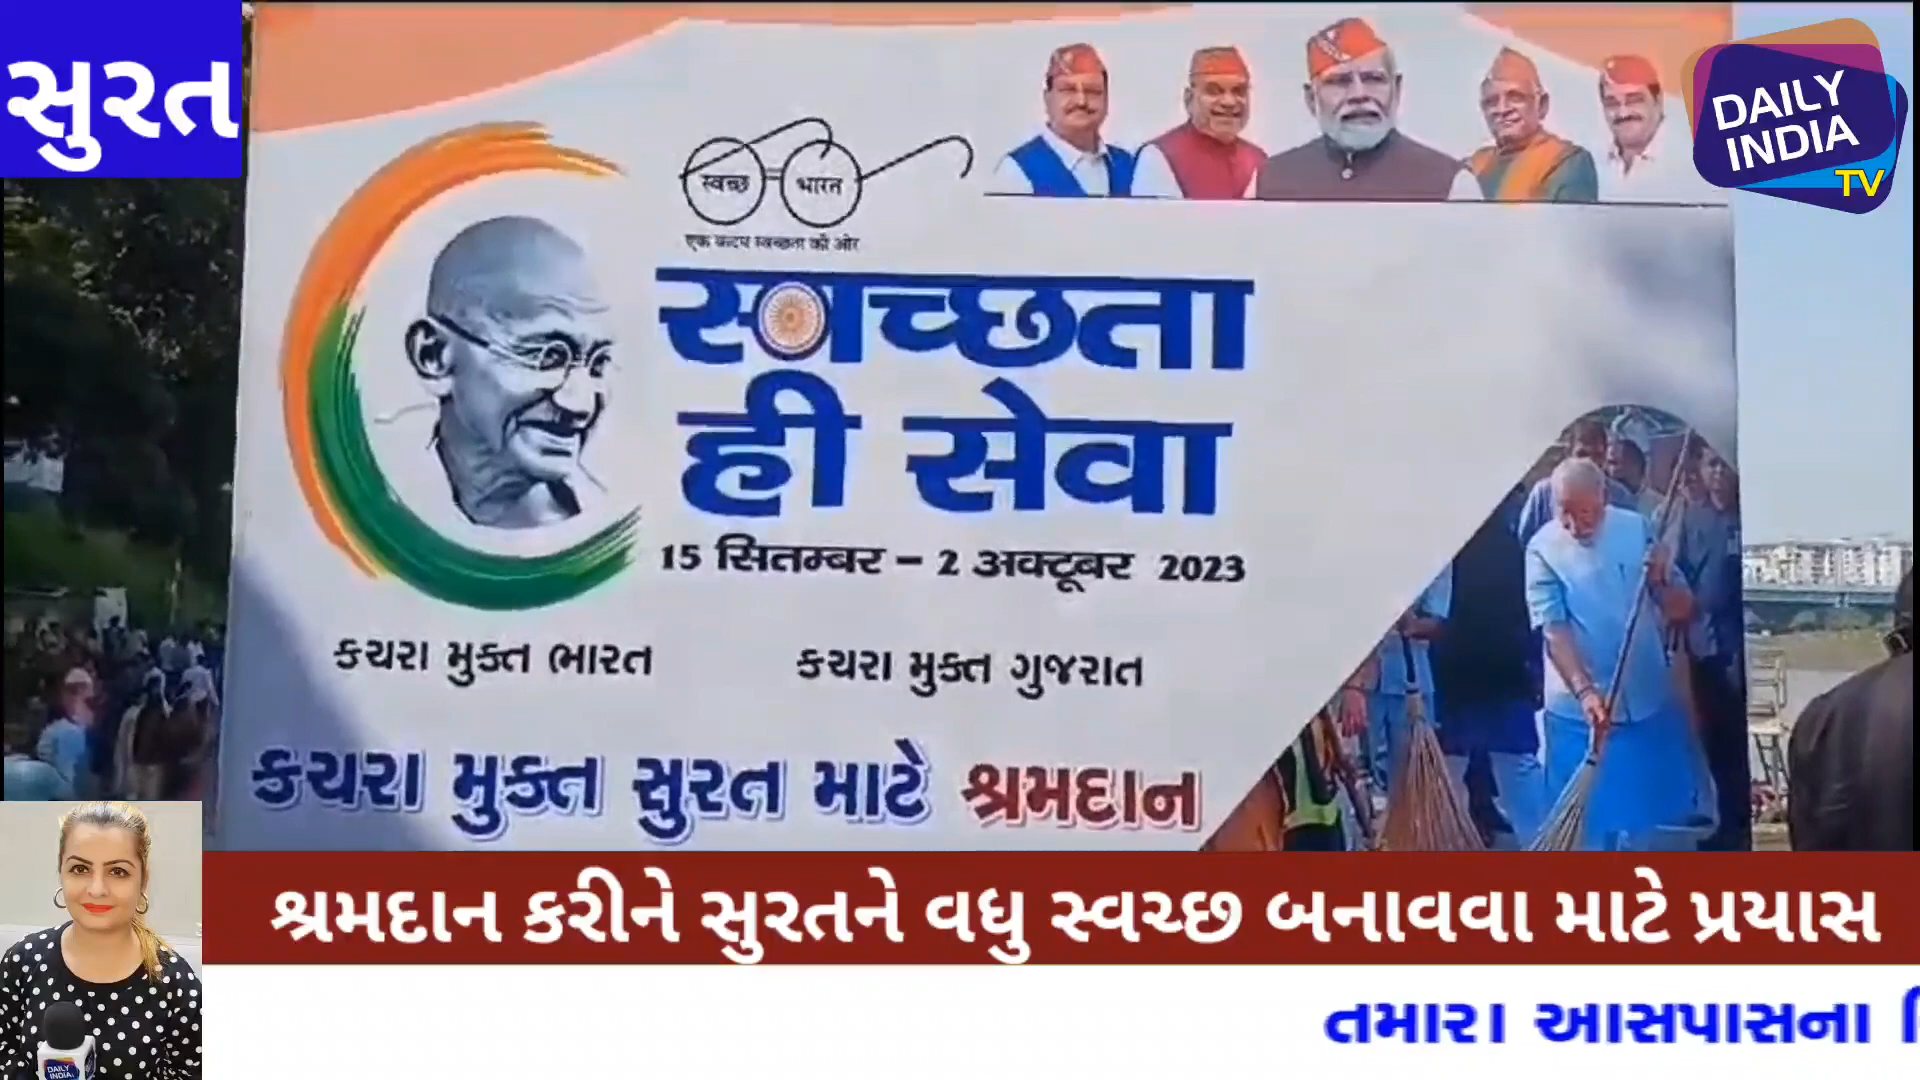 સુરત
DAILY
INDIA
TV
स्वच्छ भारत
एक कदम स्वच्छता की ओर
स्वच्छता
ही सेवा
15 सितम्बर – 2 अक्टूबर 2023
કચરા મુક્ત ભારત કચરા મુક્ત ગુજરાત
કચરા મુક્ત સુરત માટે શ્રમદાન
શ્રમદાન કરીને સુરતને વધુ સ્વચ્છ બનાવવા માટે પ્રયાસ
તમારા આસપાસના
DAILY
INDIA